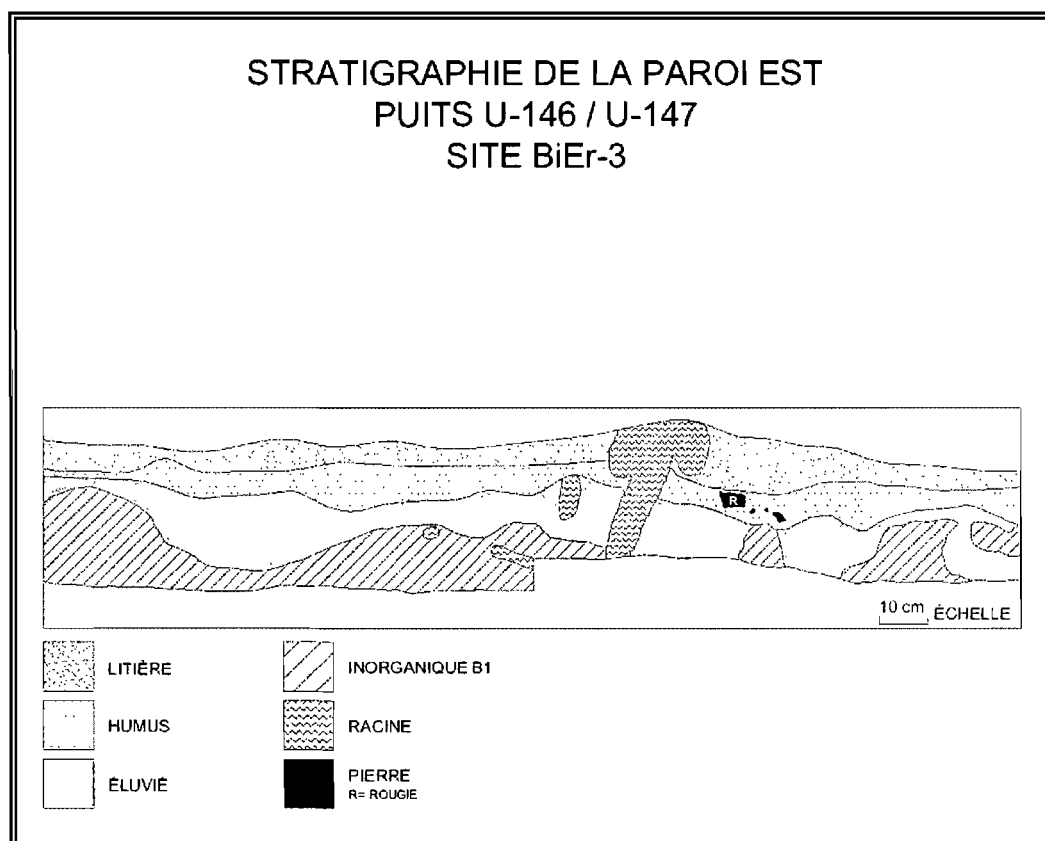 STRATIGRAPHIE DE LA PAROI EST
PUITS U-146 / U-147
SITE BiEr-3
R
10 cm ÉCHELLE
LITIÈRE
INORGANIQUE B1
HUMUS
RACINE
ÉLUVIÉ
PIERRE
R= ROUGIE